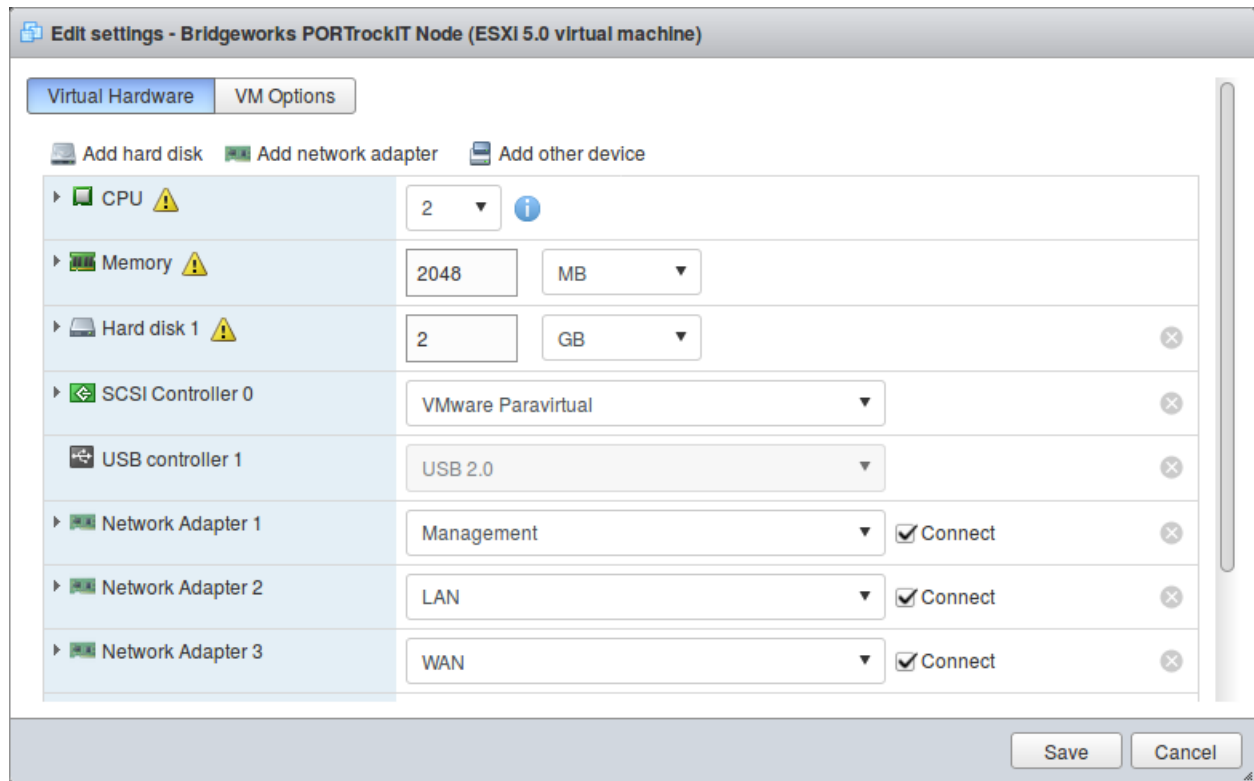 Edit settings - Bridgeworks PORTrockIT Node (ESXi 5.0 virtual machine)
Virtual Hardware VM Options
Add hard disk Add network adapter Add other device
CPU 2
Memory 2048 MB
Hard disk 1 2 GB
SCSI Controller 0 VMware Paravirtual
USB controller 1 USB 2.0
Network Adapter 1 Management Connect
Network Adapter 2 LAN Connect
Network Adapter 3 WAN Connect
Save Cancel